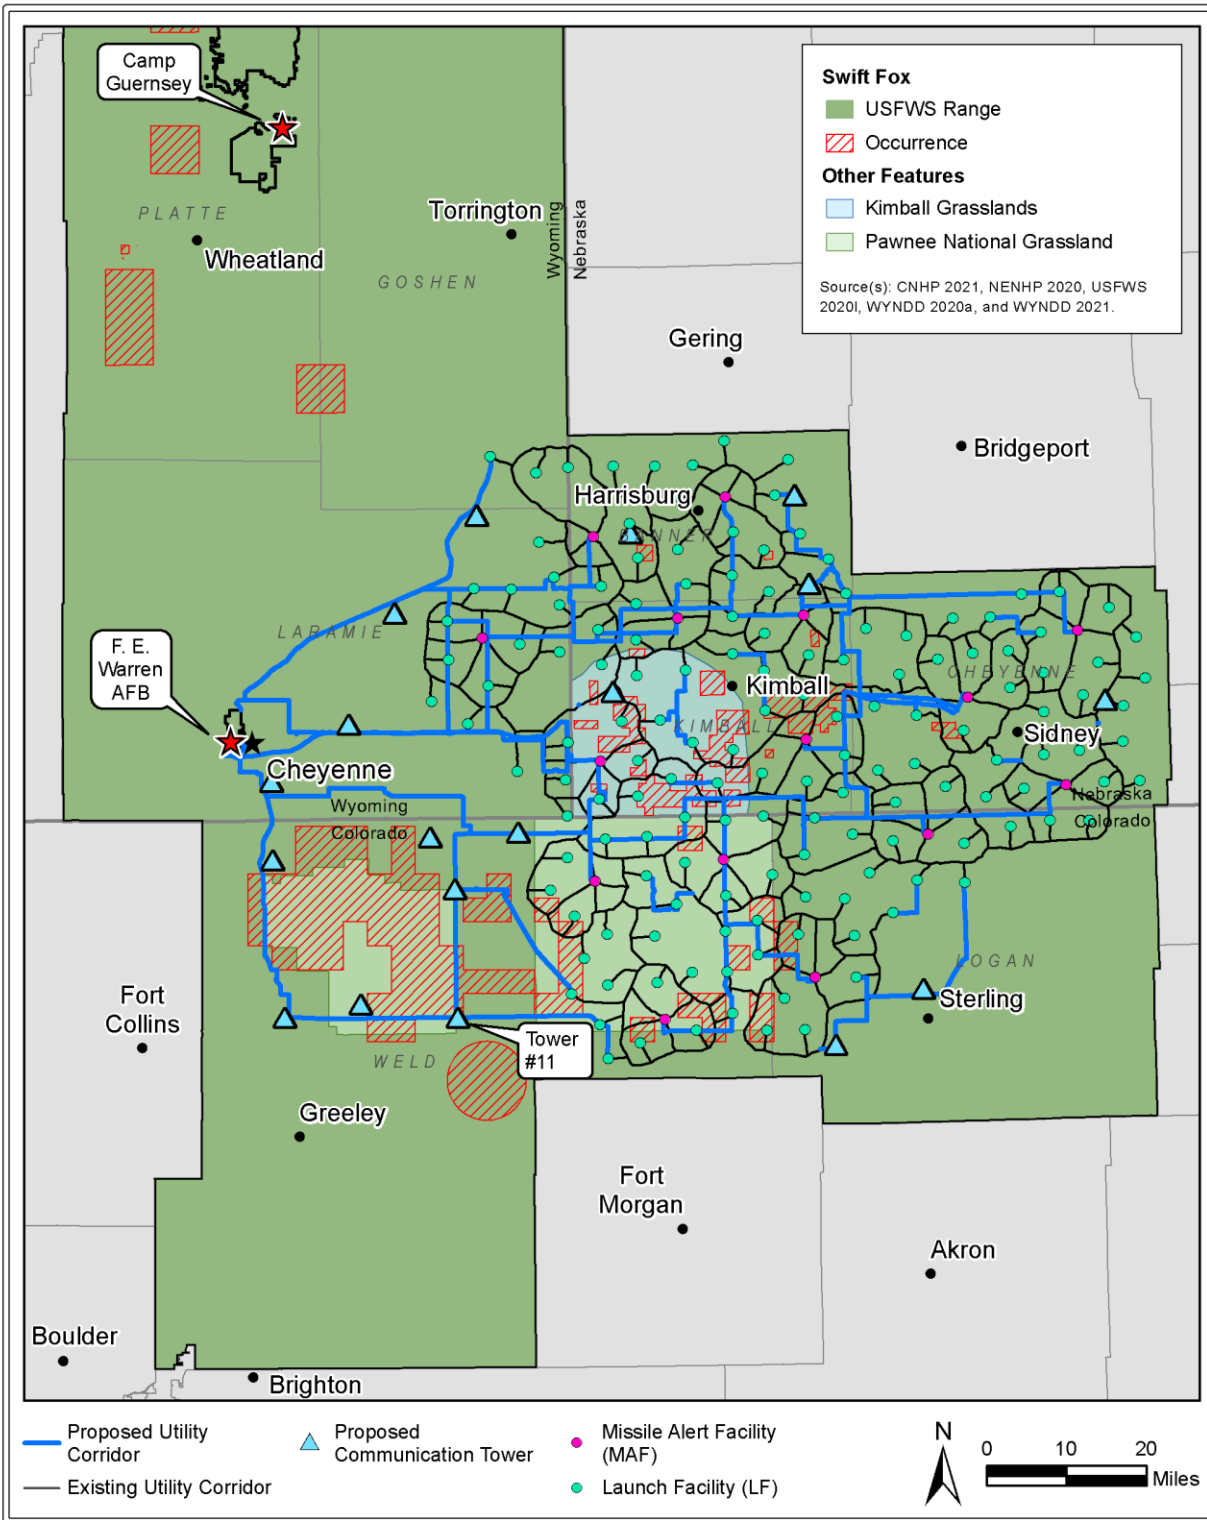 Camp
Guernsey
Swift Fox
USFWS Range
Occurrence
Other Features
Kimball Grasslands
Pawnee National Grassland
Source(s): CNHP 2021, NENHP 2020, USFWS
2020l, WYNDD 2020a, and WYNDD 2021.
PLATTE
Wheatland
Torrington
Wyoming
Nebraska
GOSHEN
Gering
Bridgeport
Harrisburg
BANNER
LARAMIE
F. E.
Warren
AFB
CHEYENNE
Kimball
KIMBALL
Sidney
Cheyenne
Wyoming
Colorado
Nebraska
Colorado
LOGAN
Sterling
Fort
Collins
Tower
#11
WELD
Greeley
Fort
Morgan
Akron
Boulder
Brighton
Proposed Utility
Corridor
Existing Utility Corridor
Proposed
Communication Tower
Missile Alert Facility
(MAF)
Launch Facility (LF)
N
0 10 20
Miles